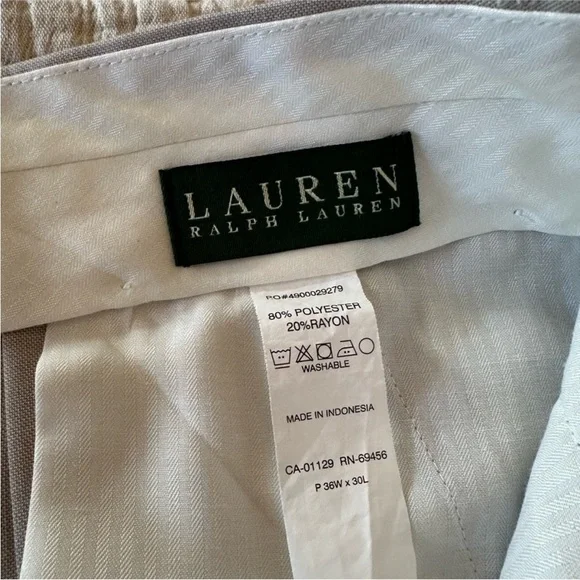 LAUREN
RALPH LAUREN
PO#4900029279
80% POLYESTER
20%RAYON
WASHABLE
MADE IN INDONESIA
CA-01129 RN-69456
P 36W x 30L